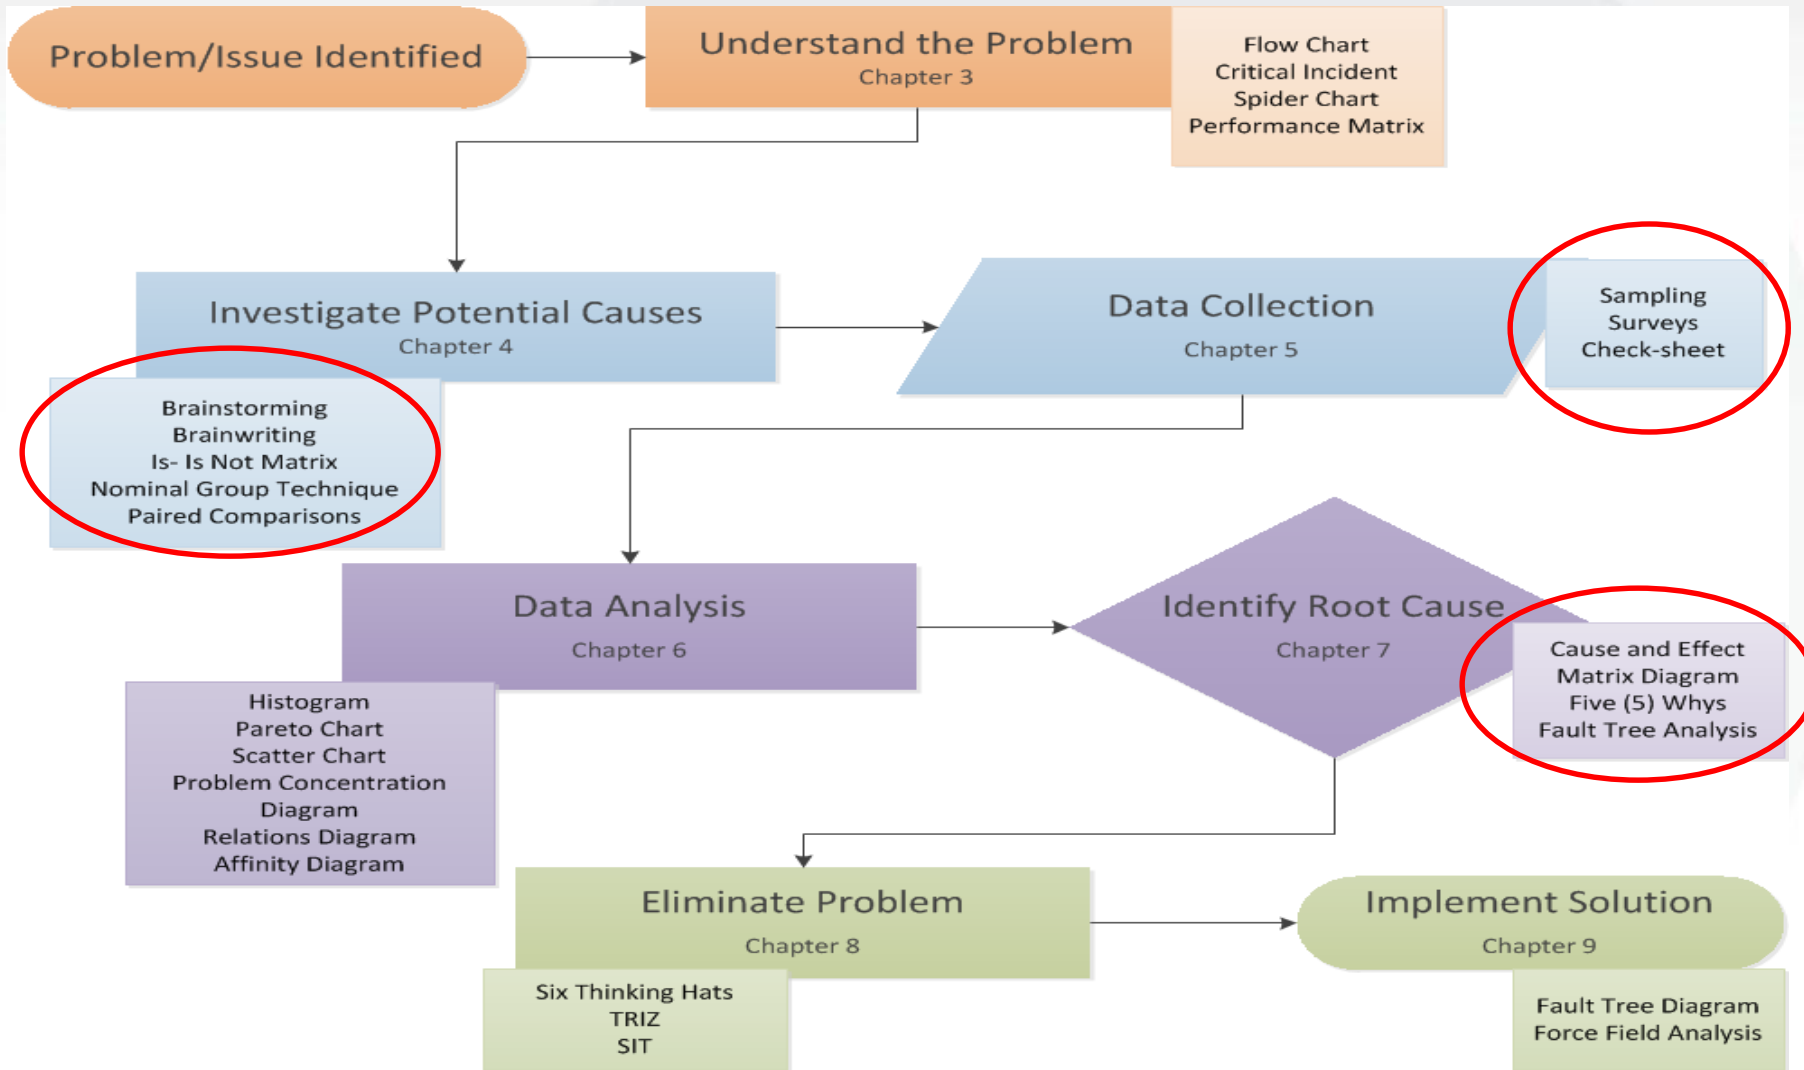 Problem/Issue Identified
Understand the Problem
Chapter 3
Flow Chart
Critical Incident
Spider Chart
Performance Matrix
Investigate Potential Causes
Chapter 4
Brainstorming
Brainwriting
Is- Is Not Matrix
Nominal Group Technique
Paired Comparisons
Data Collection
Chapter 5
Sampling
Surveys
Check-sheet
Data Analysis
Chapter 6
Histogram
Pareto Chart
Scatter Chart
Problem Concentration
Diagram
Relations Diagram
Affinity Diagram
Identify Root Cause
Chapter 7
Cause and Effect
Matrix Diagram
Five (5) Whys
Fault Tree Analysis
Eliminate Problem
Chapter 8
Six Thinking Hats
TRIZ
SIT
Implement Solution
Chapter 9
Fault Tree Diagram
Force Field Analysis